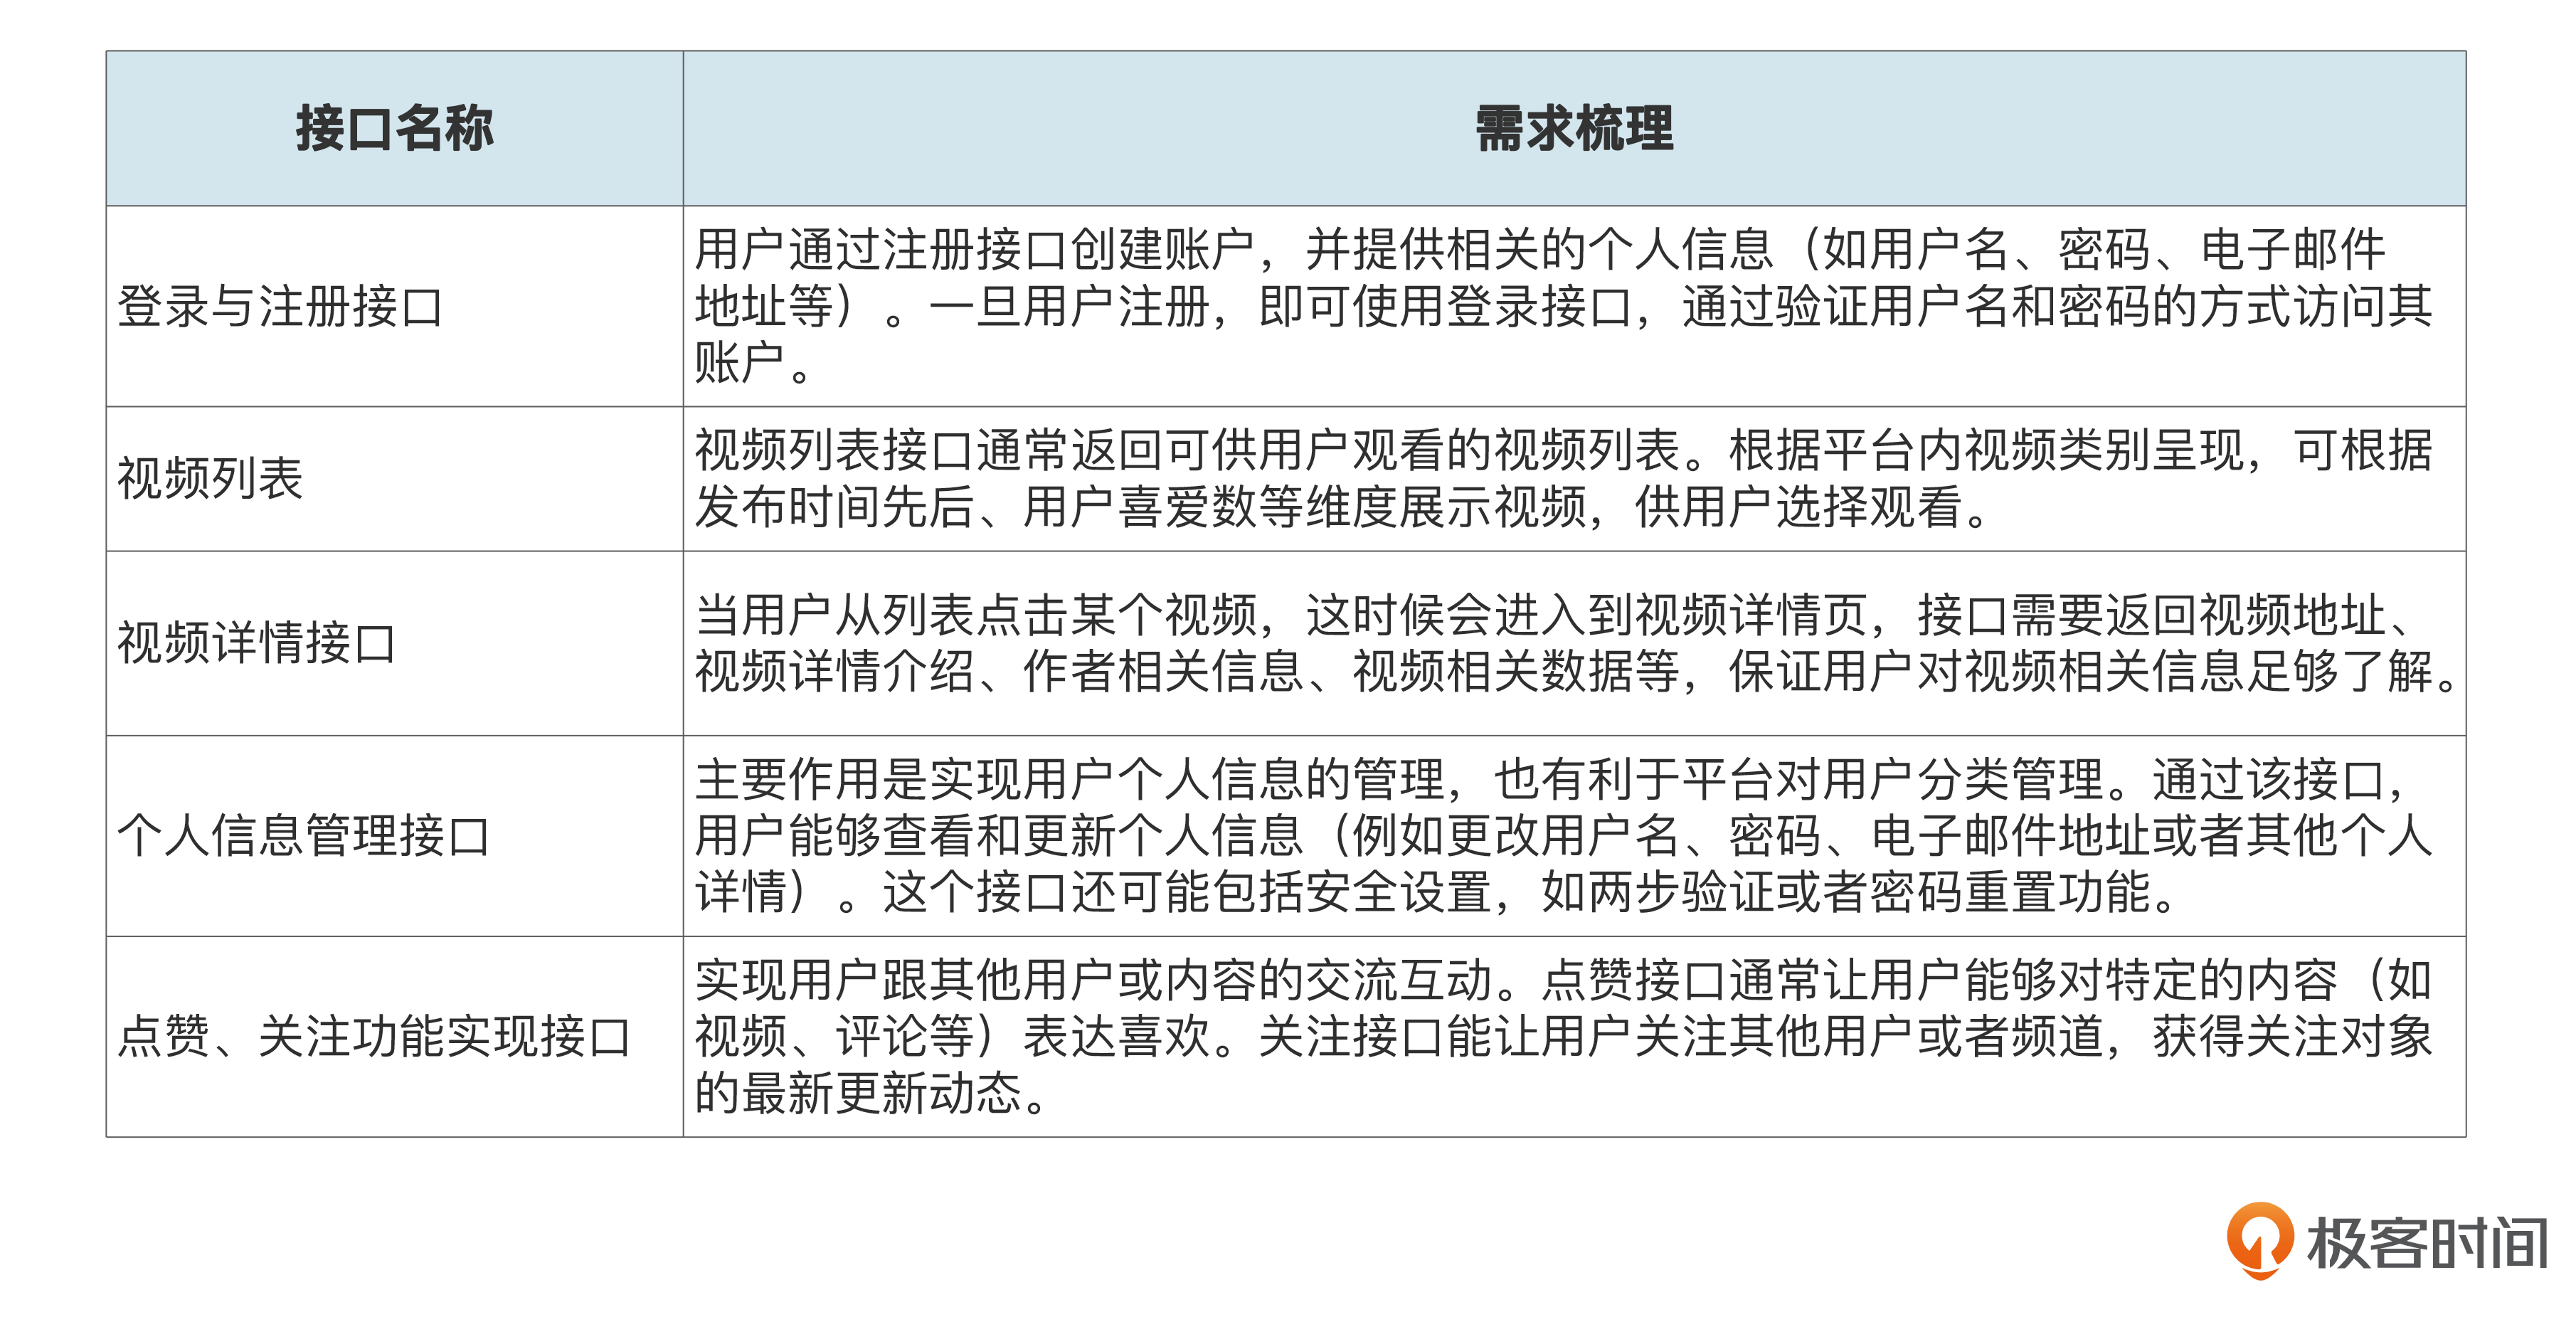 接口名称
需求梳理
登录与注册接口
用户通过注册接口创建账户，并提供相关的个人信息（如用户名、密码、电子邮件
地址等）。一旦用户注册，即可使用登录接口，通过验证用户名和密码的方式访问其
账户。
视频列表
视频列表接口通常返回可供用户观看的视频列表。根据平台内视频类别呈现，可根据
发布时间先后、用户喜爱数等维度展示视频，供用户选择观看。
视频详情接口
当用户从列表点击某个视频，这时候会进入到视频详情页，接口需要返回视频地址、
视频详情介绍、作者相关信息、视频相关数据等，保证用户对视频相关信息足够了解。
个人信息管理接口
主要作用是实现用户个人信息的管理，也有利于平台对用户分类管理。通过该接口，
用户能够查看和更新个人信息（例如更改用户名、密码、电子邮件地址或者其他个人
详情）。这个接口还可能包括安全设置，如两步验证或者密码重置功能。
点赞、关注功能实现接口
实现用户跟其他用户或内容的交流互动。点赞接口通常让用户能够对特定的内容（如
视频、评论等）表达喜欢。关注接口能让用户关注其他用户或者频道，获得关注对象
的最新更新动态。
极客时间